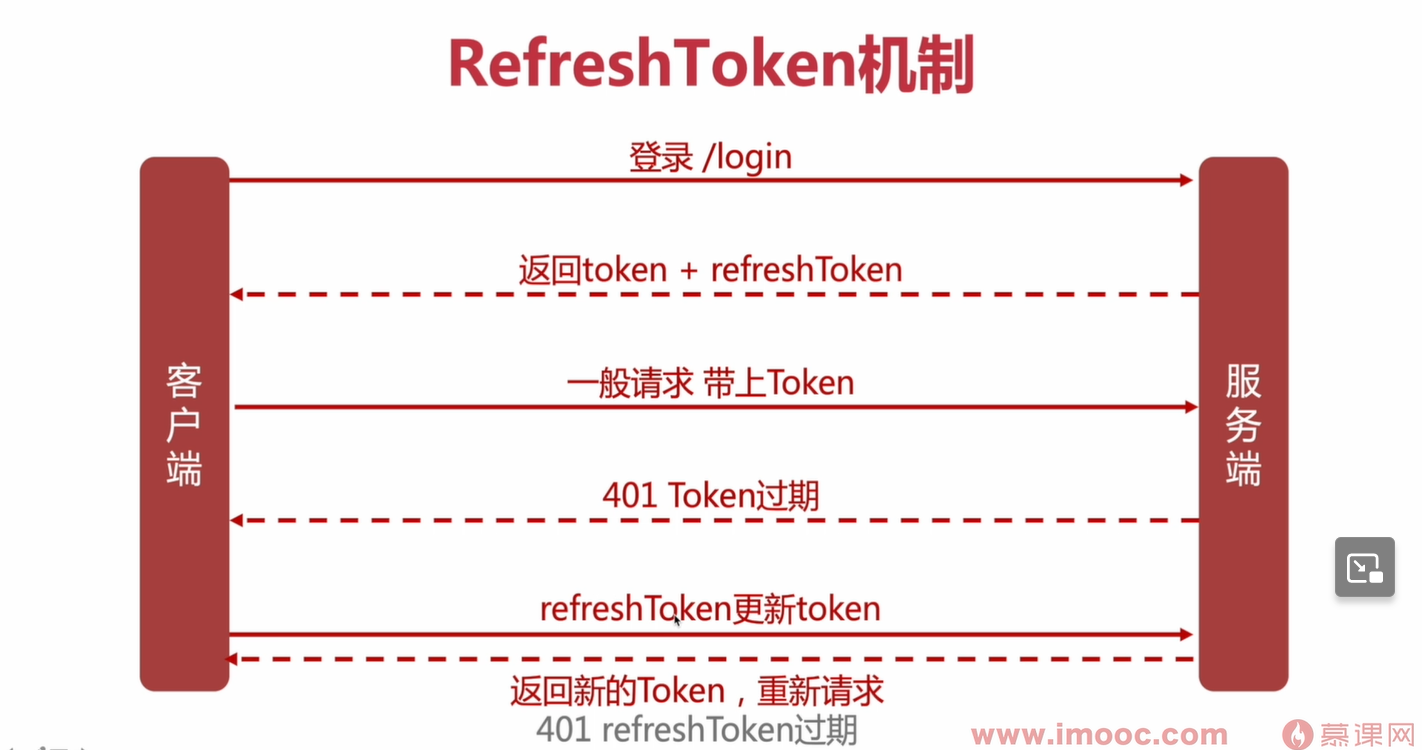 RefreshToken机制
登录 /login
返回token + refreshToken
一般请求 带上Token
401 Token过期
refreshToken更新token
返回新的Token，重新请求
401 refreshToken过期
客户端
服务端
www.imooc.com 慕课网